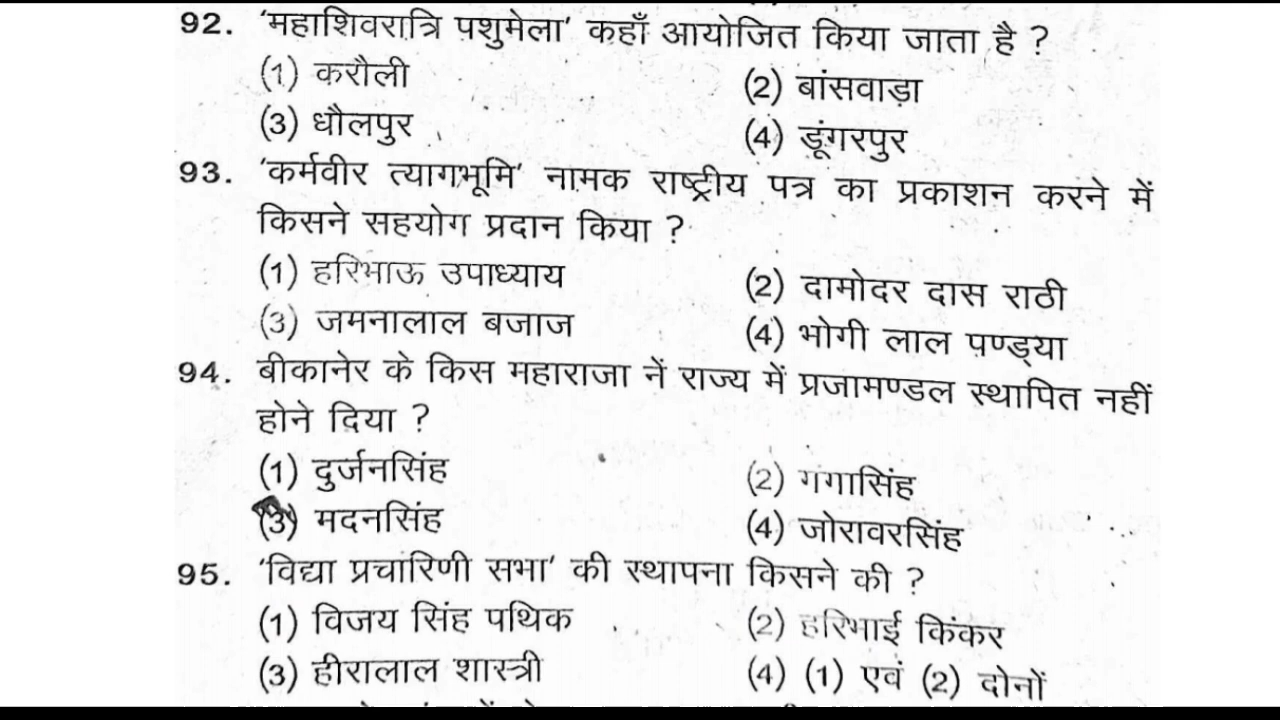 92. 'महाशिवरात्रि पशुमेला' कहाँ आयोजित किया जाता है ?
(1) करौली (2) बांसवाड़ा
(3) धौलपुर (4) डूंगरपुर
93. 'कर्मवीर त्यागभूमि' नामक राष्ट्रीय पत्र का प्रकाशन करने में
किसने सहयोग प्रदान किया ?
(1) हरिभाऊ उपाध्याय (2) दामोदर दास राठी
(3) जमनालाल बजाज (4) भोगी लाल पण्ड्या
94. बीकानेर के किस महाराजा नें राज्य में प्रजामण्डल स्थापित नहीं
होने दिया ?
(1) दुर्जनसिंह (2) गंगासिंह
(3) मदनसिंह (4) जोरावरसिंह
95. 'विद्या प्रचारिणी सभा' की स्थापना किसने की ?
(1) विजय सिंह पथिक (2) हरिभाई किंकर
(3) हीरालाल शास्त्री (4) (1) एवं (2) दोनों